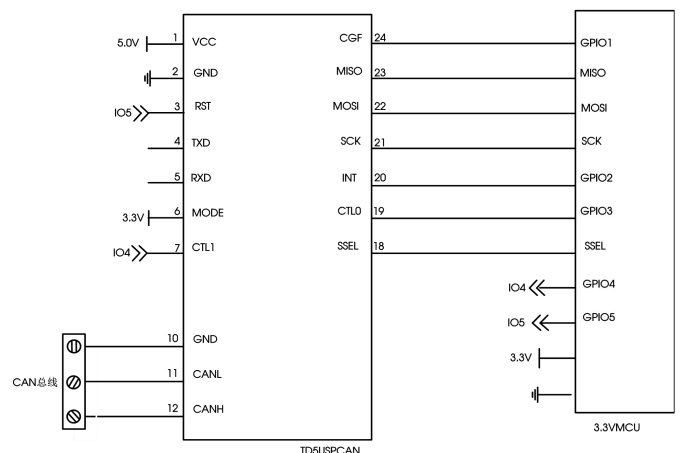 5.0V 1 VCC CGF 24 GPIO1
2 GND MISO 23 MISO
IO5 3 RST MOSI 22 MOSI
4 TXD SCK 21 SCK
5 RXD INT 20 GPIO2
3.3V 6 MODE CTL0 19 GPIO3
IO4 7 CTL1 SSEL 18 SSEL
IO4 GPIO4
IO5 GPIO5
10 GND
3.3V
CAN总线 11 CANL
12 CANH
3.3VMCU
TD5USPCAN